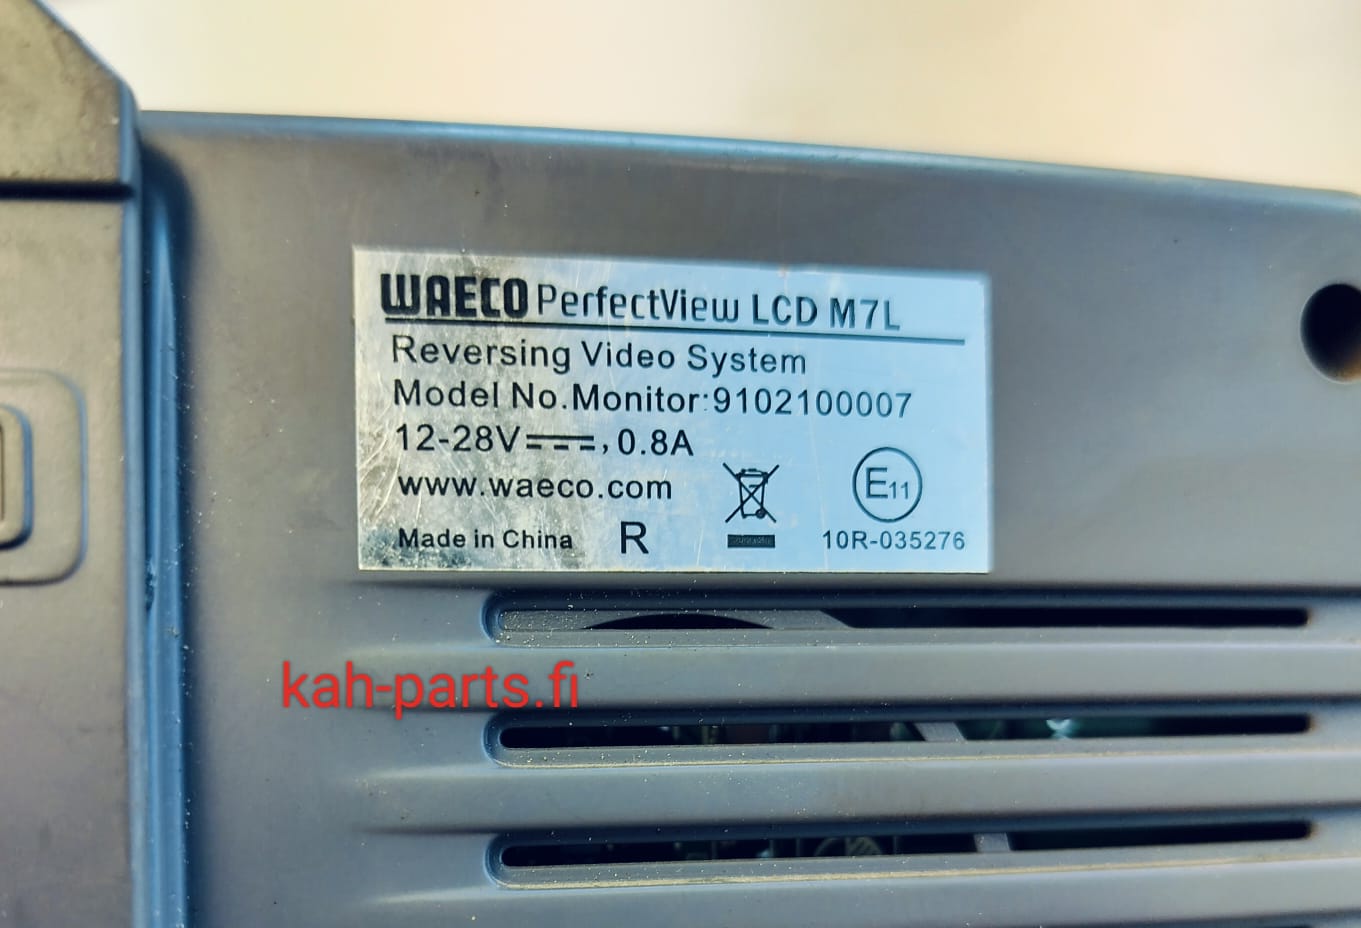 WAECO PerfectView LCD M7L
Reversing Video System
Model No.Monitor:9102100007
12-28V⎓,0.8A
www.waeco.com
E11
Made in China R
10R-035276
kah-parts.fi